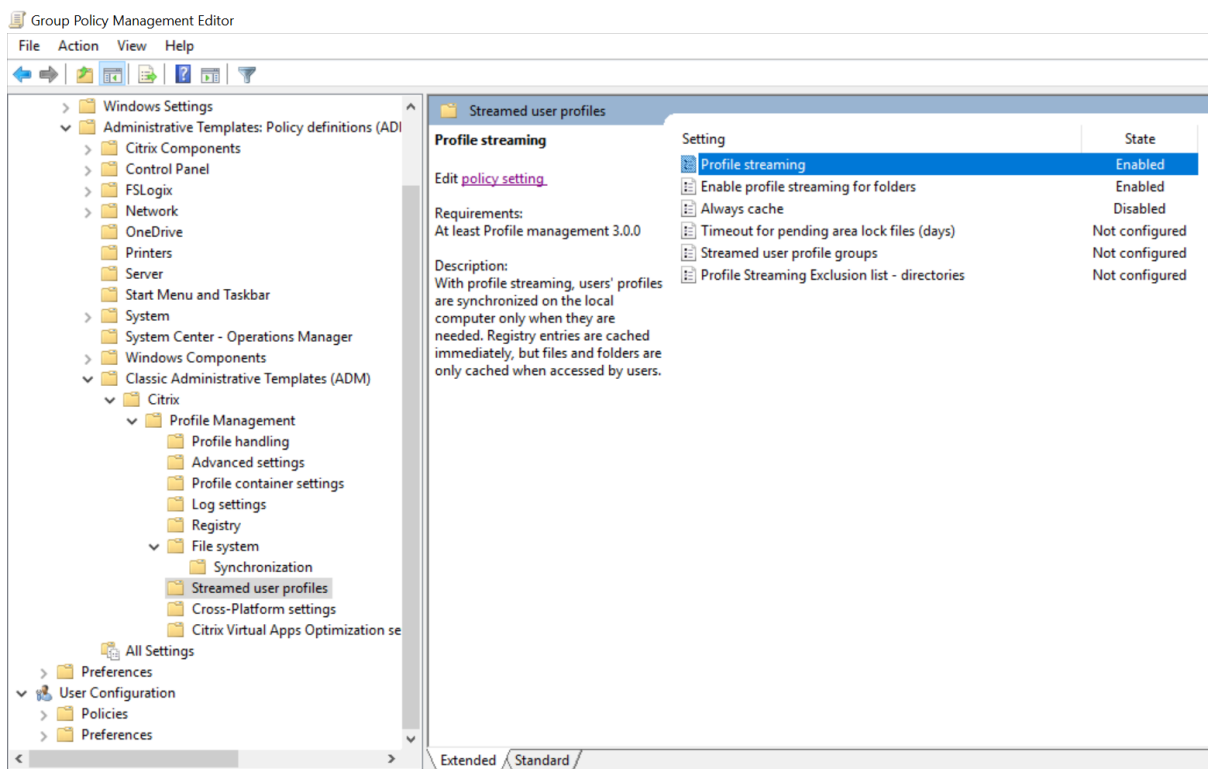 Group Policy Management Editor
File Action View Help
Windows Settings
Administrative Templates: Policy definitions (ADI
Citrix Components
Control Panel
FSLogix
Network
OneDrive
Printers
Server
Start Menu and Taskbar
System
System Center - Operations Manager
Windows Components
Classic Administrative Templates (ADM)
Citrix
Profile Management
Profile handling
Advanced settings
Profile container settings
Log settings
Registry
File system
Synchronization
Streamed user profiles
Cross-Platform settings
Citrix Virtual Apps Optimization se
All Settings
Preferences
User Configuration
Policies
Preferences
Streamed user profiles
Profile streaming
Edit policy setting
Requirements:
At least Profile management 3.0.0
Description:
With profile streaming, users' profiles
are synchronized on the local
computer only when they are
needed. Registry entries are cached
immediately, but files and folders are
only cached when accessed by users.
Setting State
Profile streaming Enabled
Enable profile streaming for folders Enabled
Always cache Disabled
Timeout for pending area lock files (days) Not configured
Streamed user profile groups Not configured
Profile Streaming Exclusion list - directories Not configured
Extended Standard